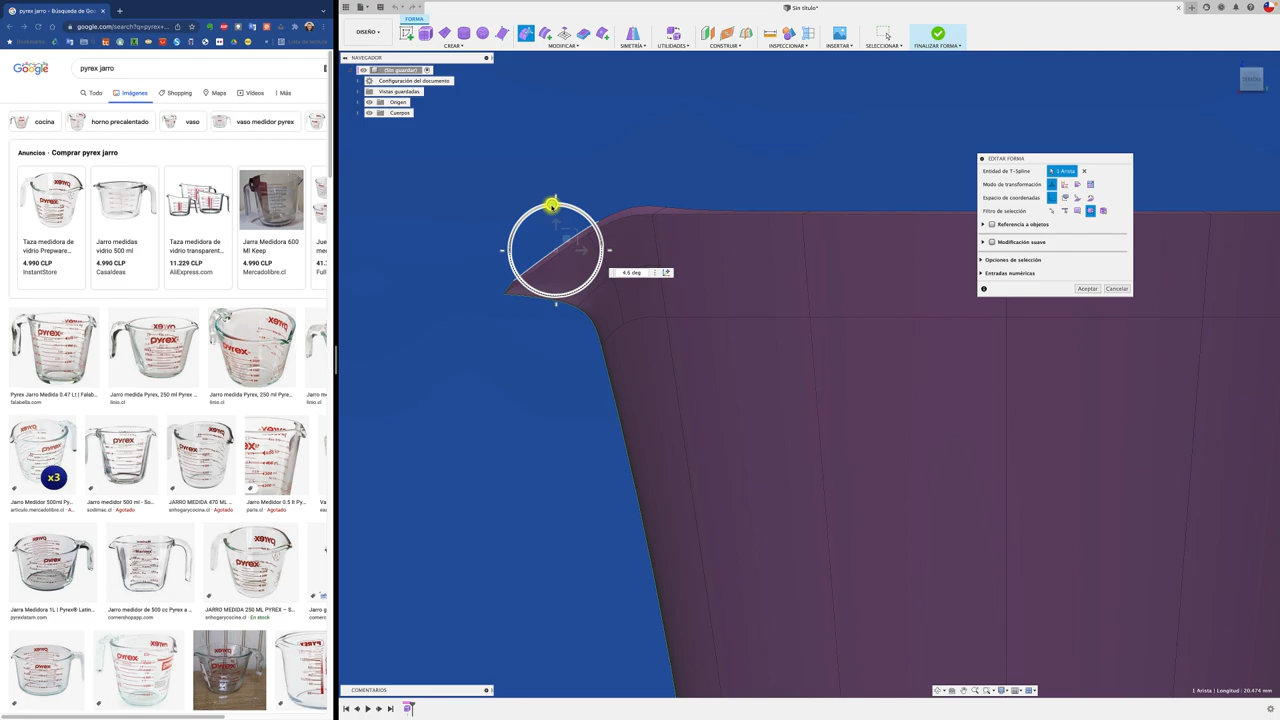 pyrex jarro - Búsqueda de Goo
google.com/search?q=pyrex+...
Google
pyrex jarro
Todo
Imágenes
Shopping
Maps
Vídeos
Más
cocina
horno precalentado
vaso
vaso medidor pyrex
Anuncios · Comprar pyrex jarro
Taza medidora de
vidrio Prepware...
4.990 CLP
InstantStore
Jarro medidas
vidrio 500 ml
4.990 CLP
CasaIdeas
Taza medidora de
vidrio transparent...
11.229 CLP
AliExpress.com
Jarra Medidora 600
Ml Keep
4.990 CLP
Mercadolibre.cl
Pyrex Jarro Medida 0.47 Lt | Falab...
falabella.com
Jarro medida Pyrex, 250 ml Pyrex ...
linio.cl
Jarro medida Pyrex, 250 ml Pyre...
linio.cl
x3
Jarro Medidor 500ml Py...
articulo.mercadolibre.cl · A...
Jarro medidor 500 ml - So...
sodimac.cl · Agotado
JARRO MEDIDA 470 ML ...
enhogarycocina.cl · Agotado
Jarro Medidor 0.5 lt Pyr...
paris.cl · Agotado
Jarra Medidora 1L | Pyrex® Latin...
pyrexlatam.com
Jarro medidor de 500 cc Pyrex a ...
cornershopapp.com
JARRO MEDIDA 250 ML PYREX – S...
enhogarycocina.cl · En stock
Sin título*
FORMA
DISEÑO
CREAR
MODIFICAR
SIMETRÍA
UTILIDADES
CONSTRUIR
INSPECCIONAR
INSERTAR
SELECCIONAR
FINALIZAR FORMA
NAVEGADOR
(Sin guardar)
Configuración del documento
Vistas guardadas
Origen
Cuerpos
4.6 deg
EDITAR FORMA
Entidad de T-Spline
1 Arista
Modo de transformación
Espacio de coordenadas
Filtro de selección
Referencia a objetos
Modificación suave
Opciones de selección
Entradas numéricas
Aceptar
Cancelar
COMENTARIOS
1 Arista | Longitud : 20.474 mm